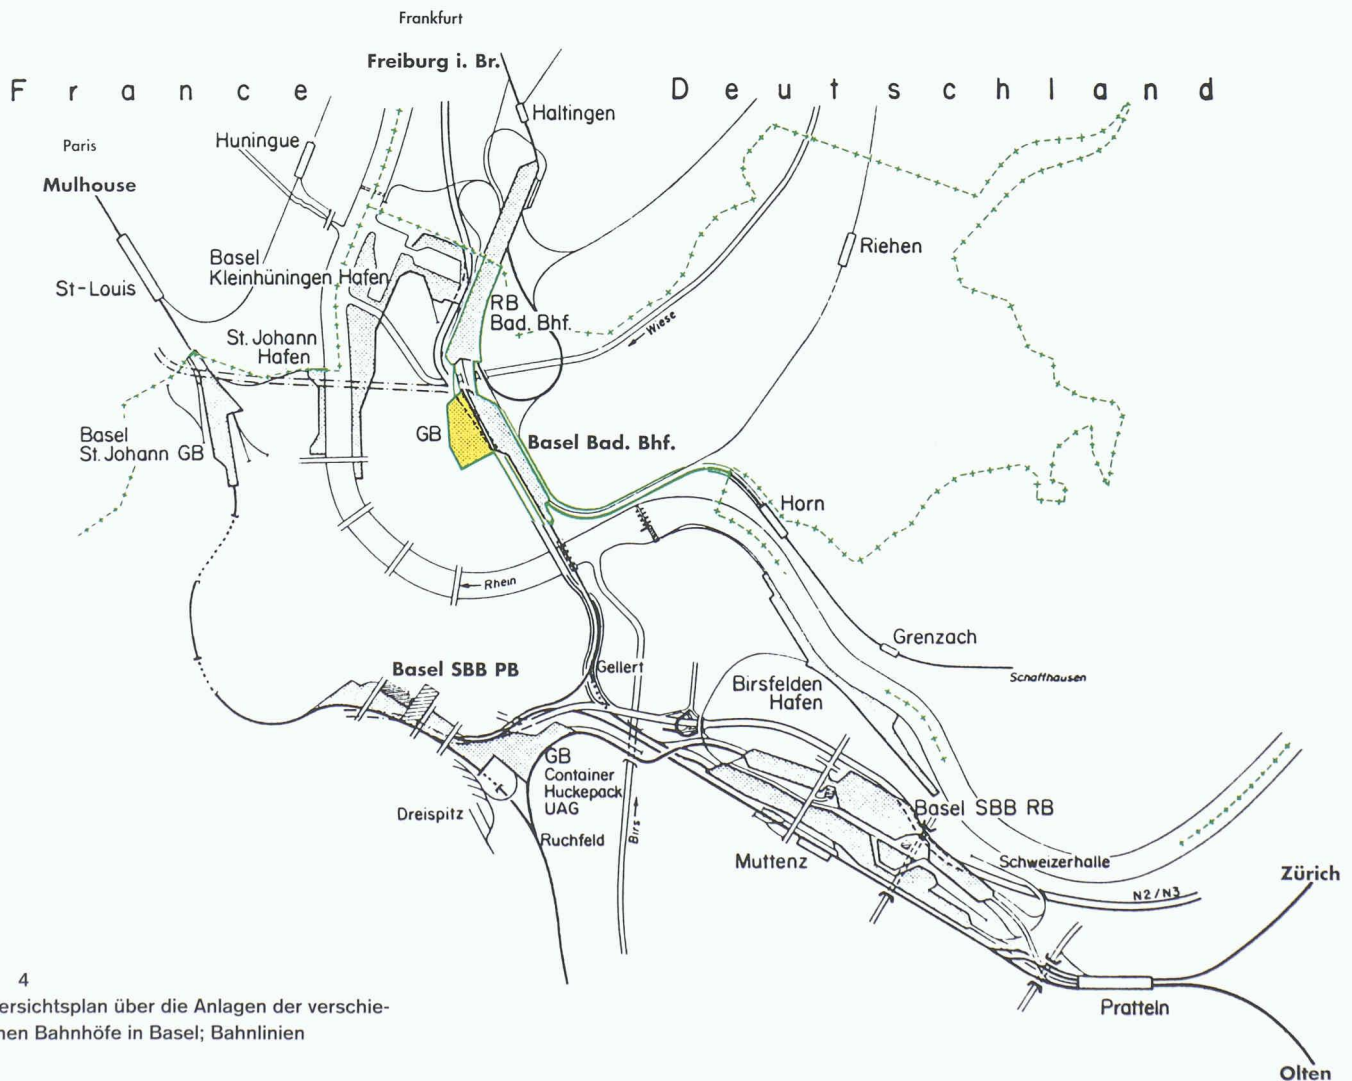 Frankfurt
Freiburg i. Br.
France
Deutschland
Haltingen
Huningue
Paris
Mulhouse
Riehen
Basel
Kleinhüningen Hafen
St-Louis
RB
Bad. Bhf.
Wiese
St. Johann
Hafen
GB
Basel Bad. Bhf.
Basel
St. Johann GB
Horn
Rhein
Grenzach
Schaffhausen
Basel SBB PB
Gellert
Birsfelden
Hafen
GB
Container
Huckepack
UAG
Basel SBB RB
Dreispitz
Ruchfeld
Birs
Muttenz
Schweizerhalle
N2/N3
Zürich
Pratteln
Olten
4
ersichtsplan über die Anlagen der verschie-
nen Bahnhöfe in Basel; Bahnlinien